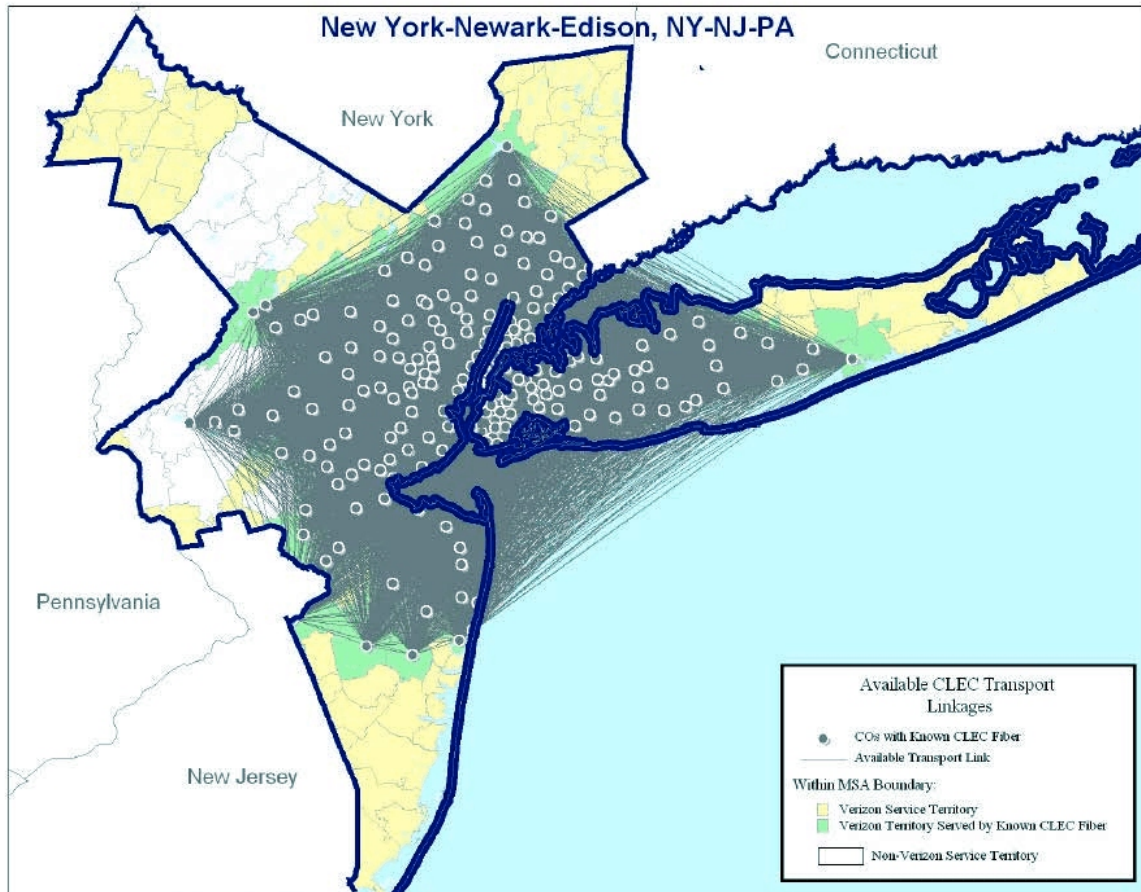 New York-Newark-Edison, NY-NJ-PA
Connecticut
New York
Pennsylvania
New Jersey
Available CLEC Transport
Linkages
COs with Known CLEC Fiber
Available Transport Link
Within MSA Boundary:
Verizon Service Territory
Verizon Territory Served by Known CLEC Fiber
Non-Verizon Service Territory